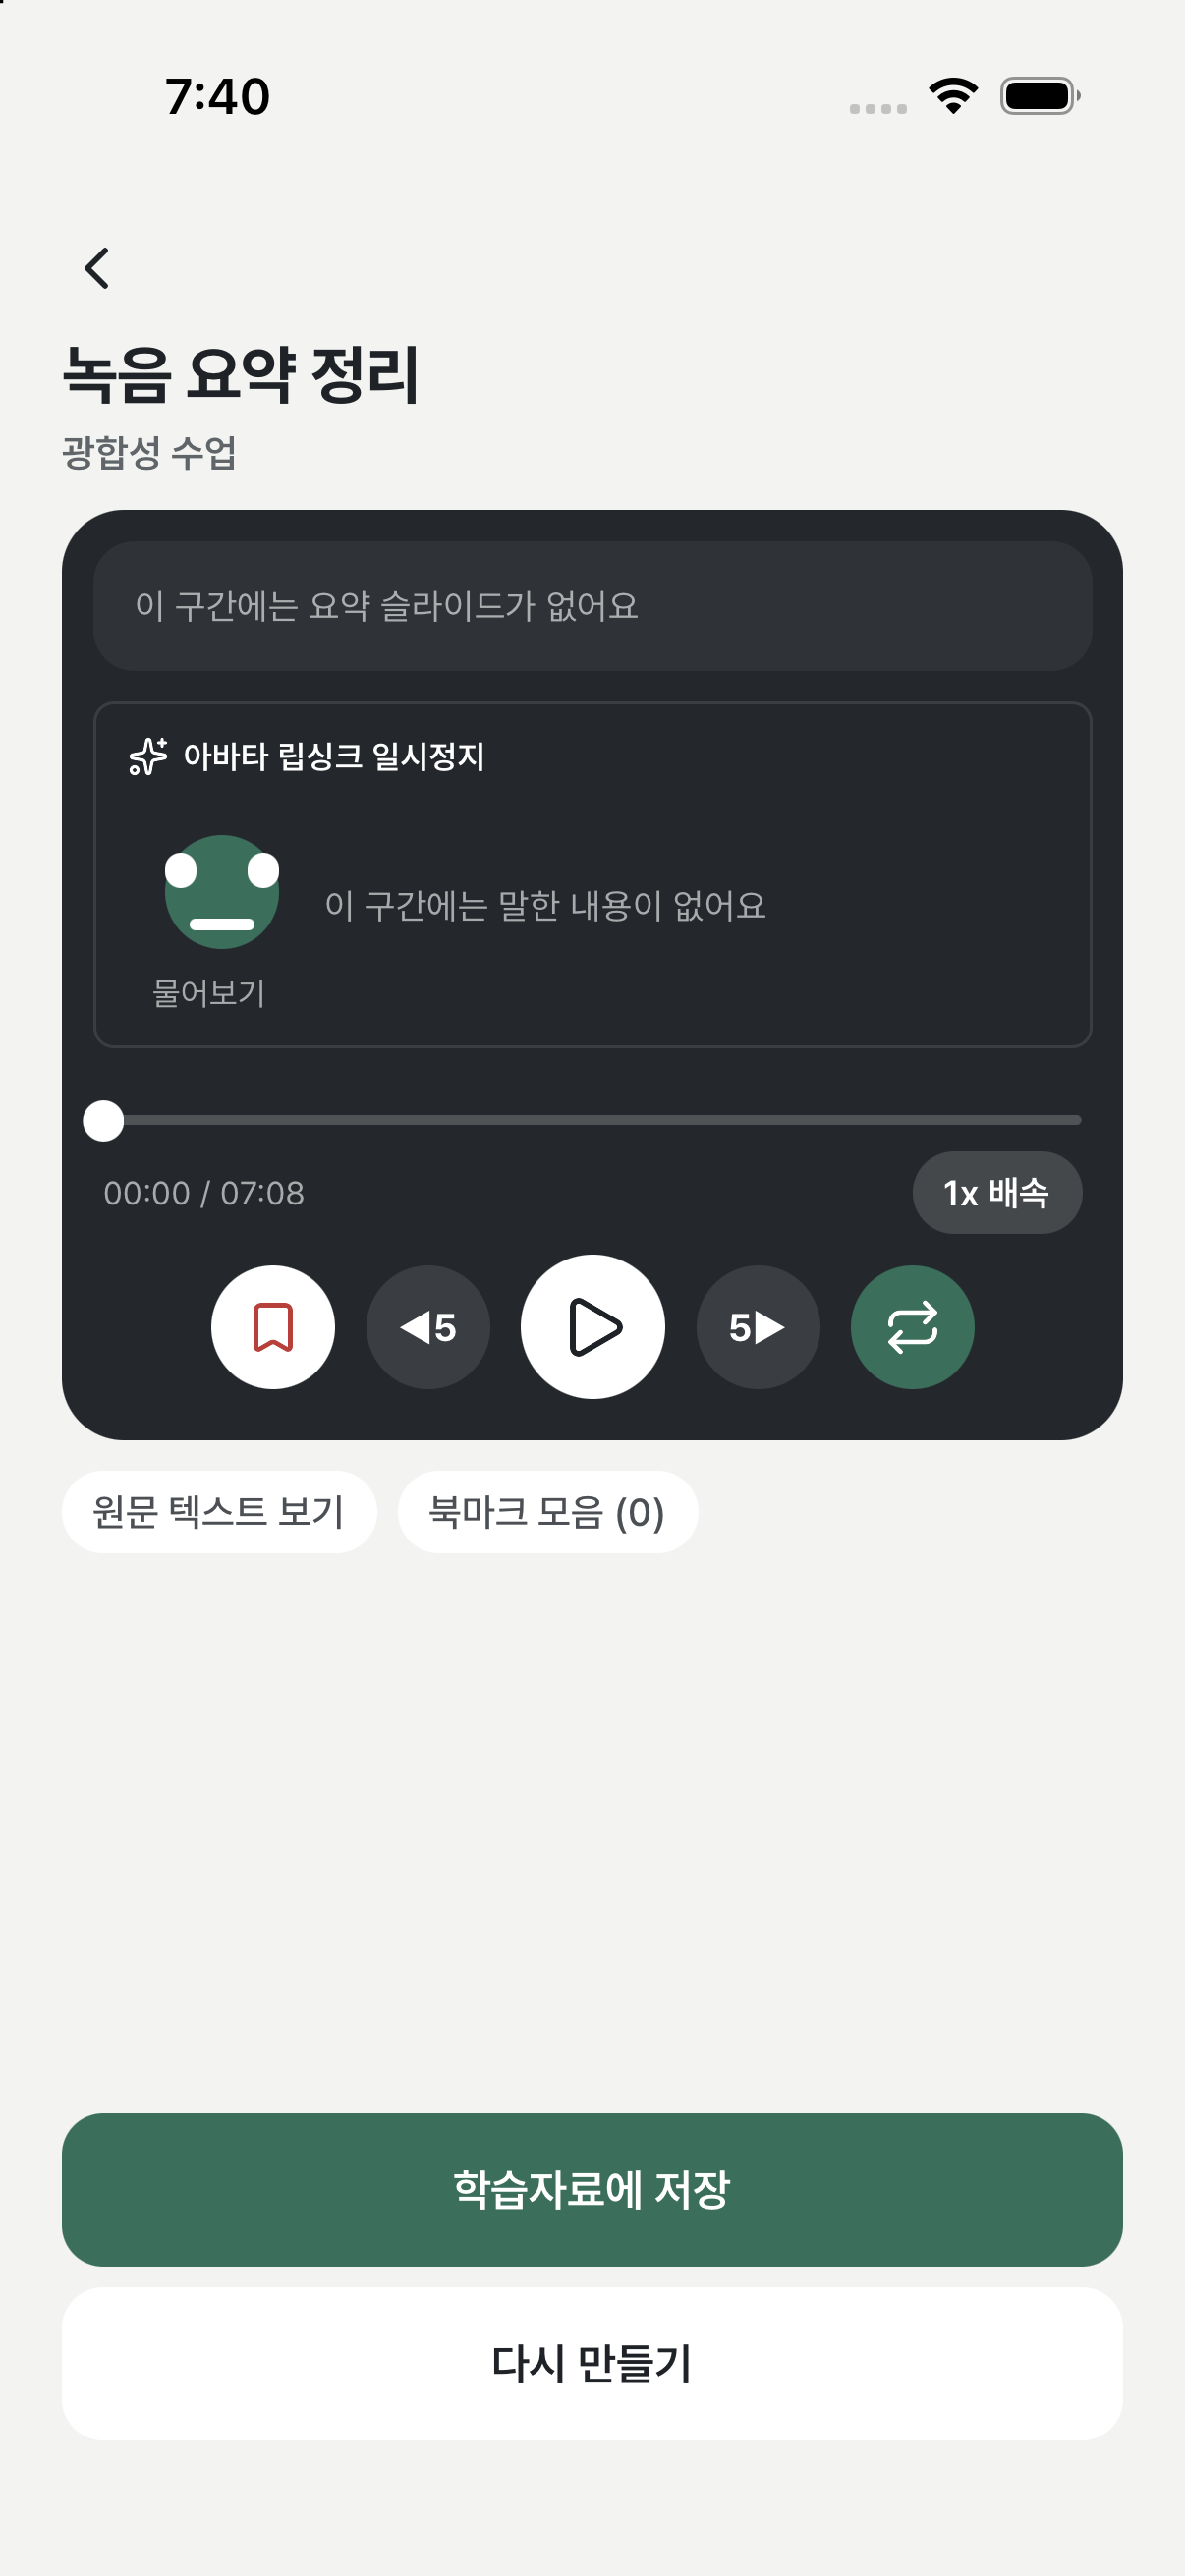 7:40
녹음 요약 정리
광합성 수업
이 구간에는 요약 슬라이드가 없어요
아바타 립싱크 일시정지
이 구간에는 말한 내용이 없어요
물어보기
00:00 / 07:08
1x 배속
◀5
5▶
원문 텍스트 보기
북마크 모음 (0)
학습자료에 저장
다시 만들기